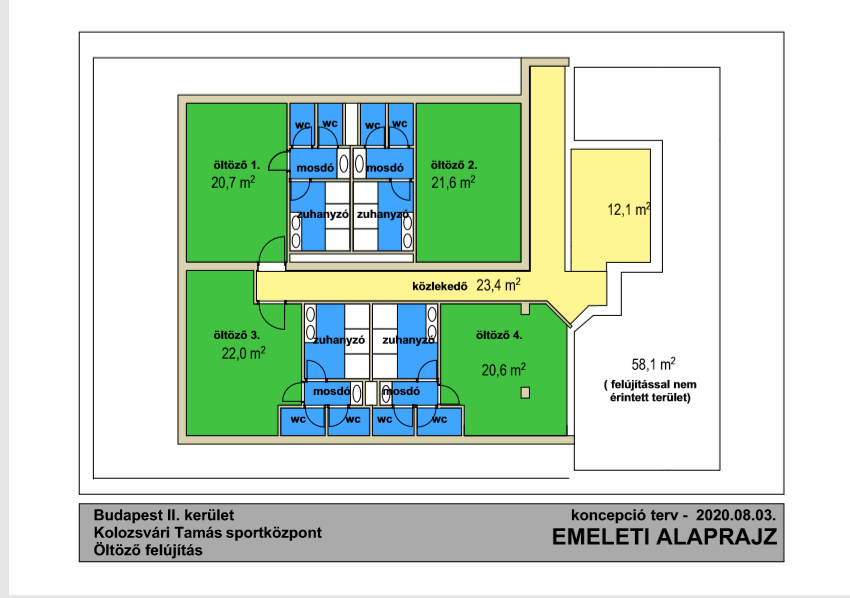 wc
wc
wc
wc
öltöző 1.
20,7 m²
mosdó
mosdó
öltöző 2.
21,6 m²
zuhanyzó
zuhanyzó
12,1 m²
közlekedő 23,4 m²
öltöző 3.
22,0 m²
zuhanyzó
zuhanyzó
öltöző 4.
20,6 m²
58,1 m²
( felújítással nem
érintett terület)
mosdó
mosdó
wc
wc
wc
wc
Budapest II. kerület
Kolozsvári Tamás sportközpont
Öltöző felújítás
koncepció terv - 2020.08.03.
EMELETI ALAPRAJZ